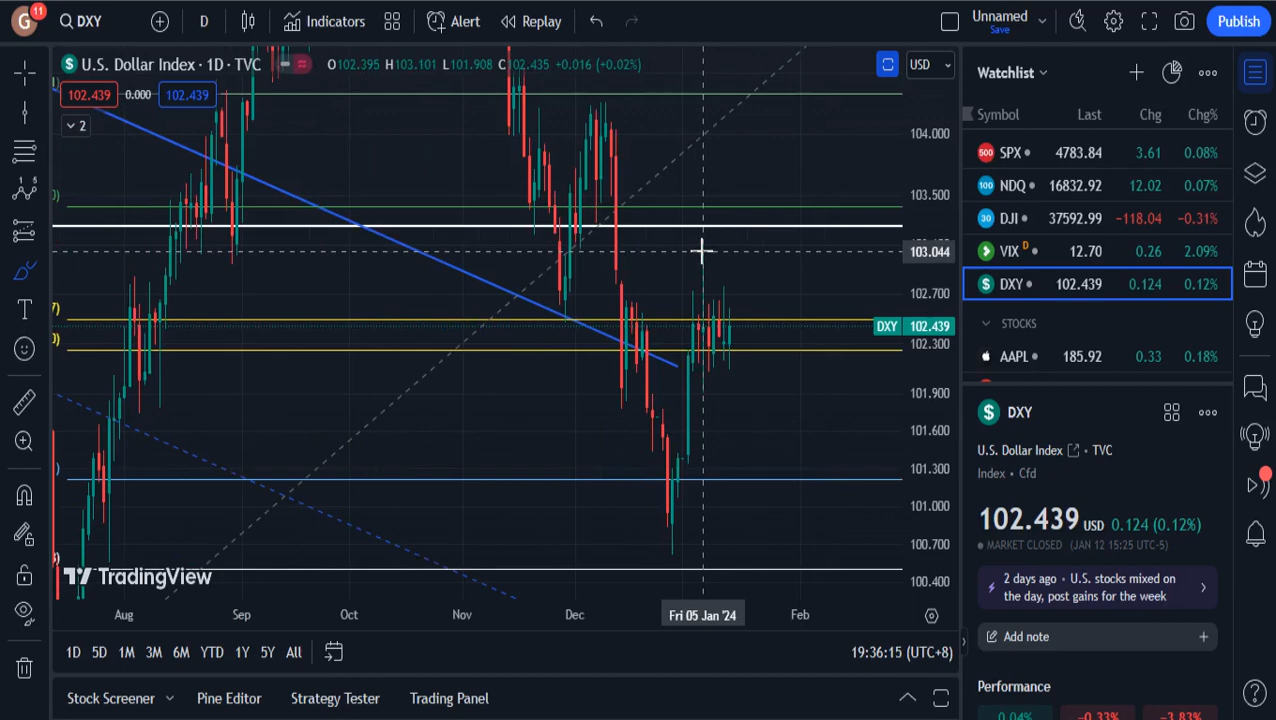 G
11
DXY
D
Indicators
Alert
Replay
Unnamed
Save
Publish
$ U.S. Dollar Index · 1D · TVC
O102.395 H103.101 L101.908 C102.435 +0.016 (+0.02%)
USD
102.439 0.000 102.439
2
104.000
103.500
103.044
102.700
DXY 102.439
102.300
101.900
101.600
101.300
101.000
100.700
100.400
TradingView
Aug Sep Oct Nov Dec Fri 05 Jan '24 Feb
1D 5D 1M 3M 6M YTD 1Y 5Y All
19:36:15 (UTC+8)
Stock Screener Pine Editor Strategy Tester Trading Panel
Watchlist
Symbol Last Chg Chg%
500 SPX 4783.84 3.61 0.08%
100 NDQ 16832.92 12.02 0.07%
30 DJI 37592.99 -118.04 -0.31%
VIX D 12.70 0.26 2.09%
$ DXY 102.439 0.124 0.12%
STOCKS
AAPL 185.92 0.33 0.18%
$ DXY
U.S. Dollar Index · TVC
Index · Cfd
102.439 USD 0.124 (0.12%)
MARKET CLOSED (JAN 12 15:25 UTC-5)
2 days ago · U.S. stocks mixed on
the day, post gains for the week
Add note
Performance
0.04% -0.33% -3.83%